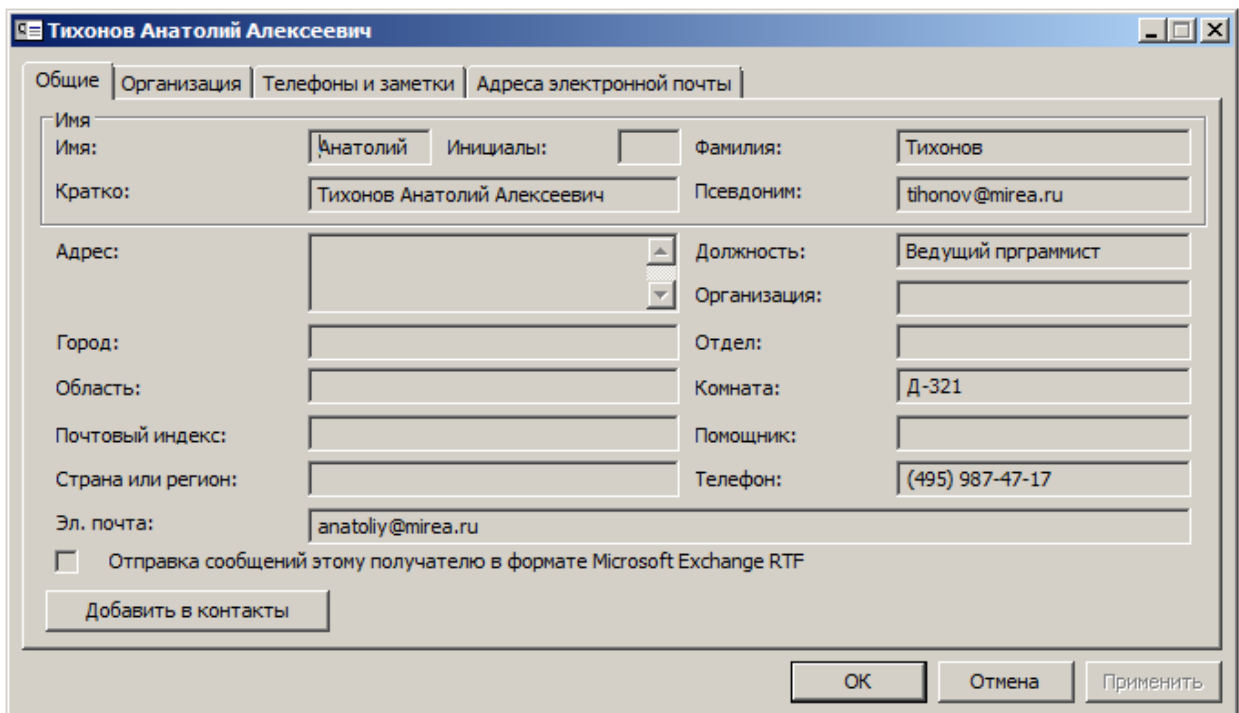 Тихонов Анатолий Алексеевич
Общие Организация Телефоны и заметки Адреса электронной почты
Имя
Имя: Анатолий Инициалы: Фамилия: Тихонов
Кратко: Тихонов Анатолий Алексеевич Псевдоним: tihonov@mirea.ru
Адрес: Должность: Ведущий прграммист
Организация:
Город: Отдел:
Область: Комната: Д-321
Почтовый индекс: Помощник:
Страна или регион: Телефон: (495) 987-47-17
Эл. почта: anatoliy@mirea.ru
Отправка сообщений этому получателю в формате Microsoft Exchange RTF
Добавить в контакты
ОК Отмена Применить